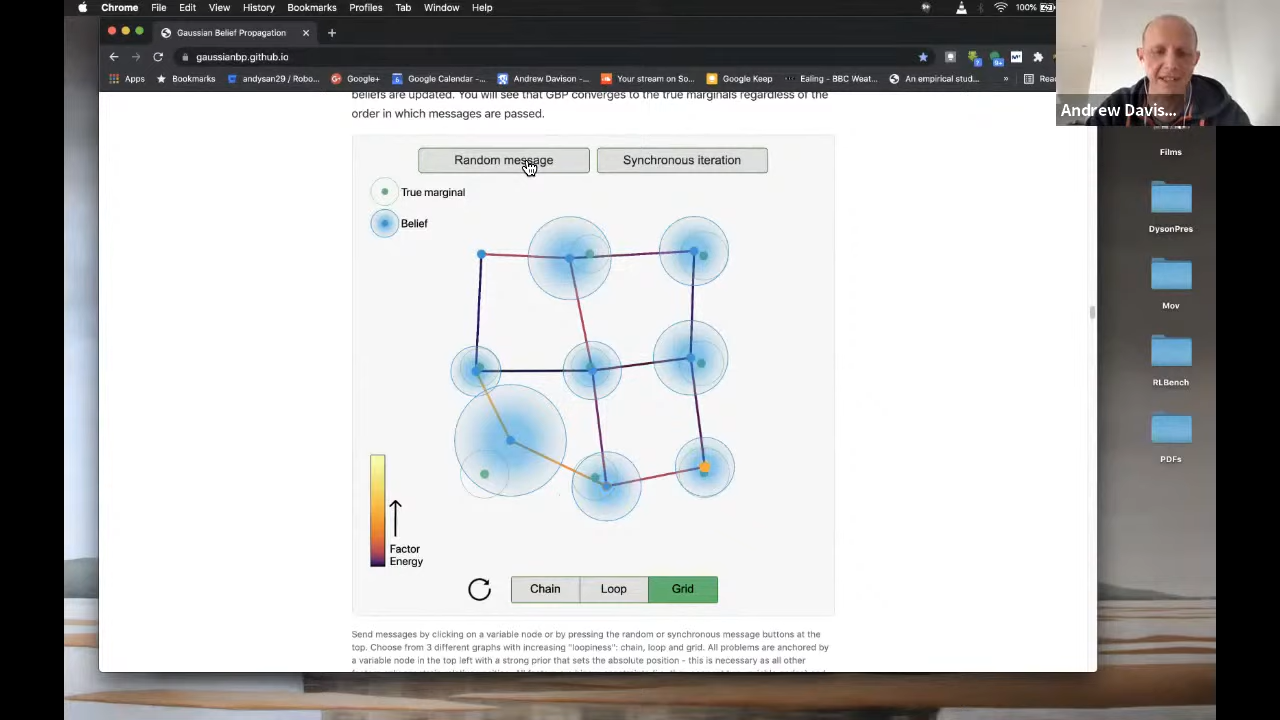 Chrome File Edit View History Bookmarks Profiles Tab Window Help 100%
Gaussian Belief Propagation
gaussianbp.github.io
Apps Bookmarks andysan29 / Robo... Google+ Google Calendar -... Andrew Davison -... Your stream on So... Google Keep Ealing - BBC Weat... An empirical stud... » Rea
Andrew Davis...
beliefs are updated. You will see that GBP converges to the true marginals regardless of the
order in which messages are passed.
Random message Synchronous iteration
True marginal
Belief
Factor
Energy
Chain Loop Grid
Send messages by clicking on a variable node or by pressing the random or synchronous message buttons at the
top. Choose from 3 different graphs with increasing "loopiness": chain, loop and grid. All problems are anchored by
a variable node in the top left with a strong prior that sets the absolute position - this is necessary as all other
Films
DysonPres
Mov
RLBench
PDFs